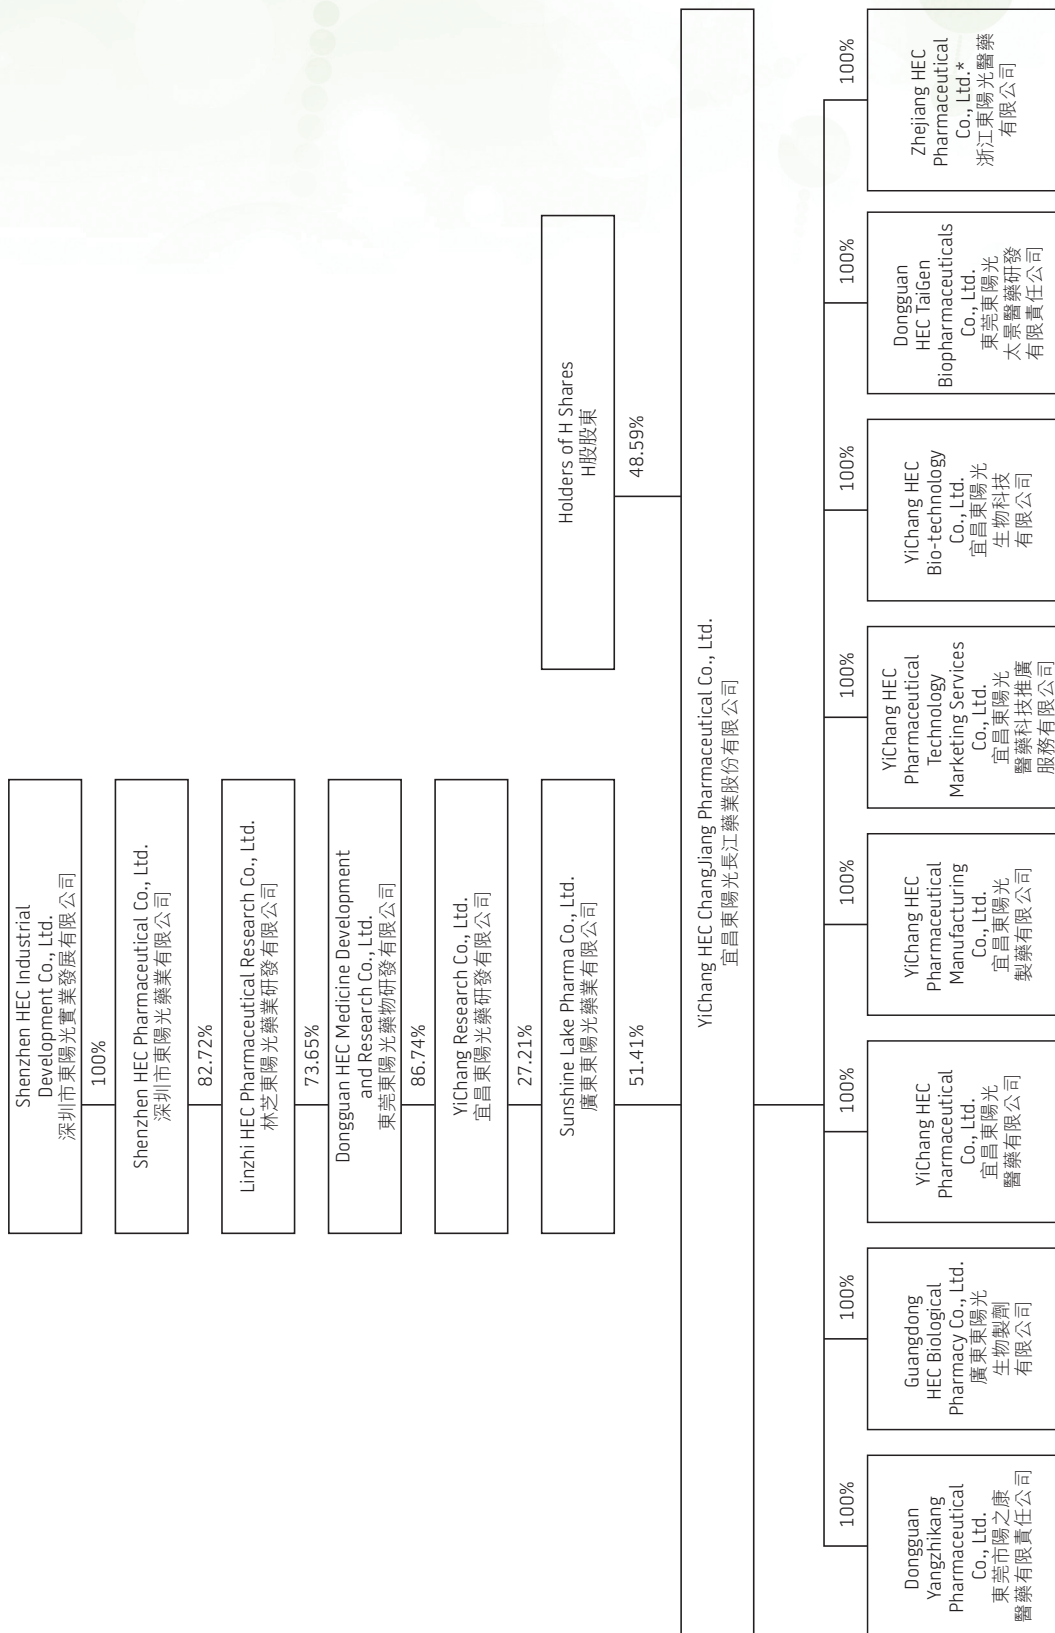 Shenzhen HEC Industrial
Development Co., Ltd.
深圳市東陽光實業發展有限公司
100%
Shenzhen HEC Pharmaceutical Co., Ltd.
深圳市東陽光藥業有限公司
82.72%
Linzhi HEC Pharmaceutical Research Co., Ltd.
林芝東陽光藥業研發有限公司
73.65%
Dongguan HEC Medicine Development
and Research Co., Ltd.
東莞東陽光藥物研發有限公司
86.74%
YiChang Research Co., Ltd.
宜昌東陽光藥研發有限公司
27.21%
Sunshine Lake Pharma Co., Ltd.
廣東東陽光藥業有限公司
51.41%
Holders of H Shares
H股股東
48.59%
YiChang HEC ChangJiang Pharmaceutical Co., Ltd.
宜昌東陽光長江藥業股份有限公司
100%
Dongguan
Yangzhikang
Pharmaceutical
Co., Ltd.
東莞市陽之康
醫藥有限責任公司
100%
Guangdong
HEC Biological
Pharmacy Co., Ltd.
廣東東陽光
生物製劑
有限公司
100%
YiChang HEC
Pharmaceutical
Co., Ltd.
宜昌東陽光
醫藥有限公司
100%
YiChang HEC
Pharmaceutical
Manufacturing
Co., Ltd.
宜昌東陽光
製藥有限公司
100%
YiChang HEC
Pharmaceutical
Technology
Marketing Services
Co., Ltd.
宜昌東陽光
醫藥科技推廣
服務有限公司
100%
YiChang HEC
Bio-technology
Co., Ltd.
宜昌東陽光
生物科技
有限公司
100%
Dongguan
HEC TaiGen
Biopharmaceuticals
Co., Ltd.
東莞東陽光
太景醫藥研發
有限責任公司
100%
Zhejiang HEC
Pharmaceutical
Co., Ltd.*
浙江東陽光醫藥
有限公司